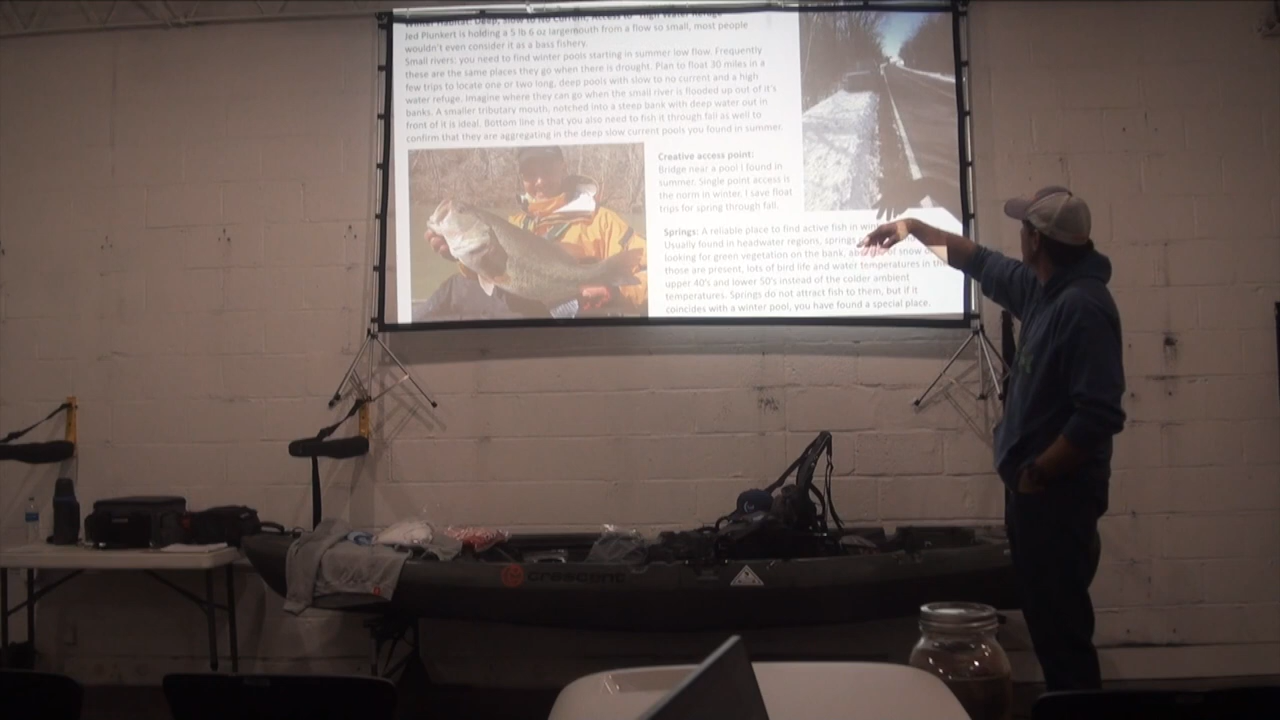 Winter Habitat: Deep, Slow to No Current, Access to "High Water Refuge"
Jed Plunkert is holding a 5 lb 6 oz largemouth from a flow so small, most people
wouldn't even consider it as a bass fishery.
Small rivers: you need to find winter pools starting in summer low flow. Frequently
these are the same places they go when there is drought. Plan to float 30 miles in a
few trips to locate one or two long, deep pools with slow to no current and a high
water refuge. Imagine where they can go when the small river is flooded up out of it's
banks. A smaller tributary mouth, notched into a steep bank with deep water out in
front of it is ideal. Bottom line is that you also need to fish it through fall as well to
confirm that they are aggregating in the deep slow current pools you found in summer.
Creative access point:
Bridge near a pool I found in
summer. Single point access is
the norm in winter. I save float
trips for spring through fall.
Springs: A reliable place to find active fish in
Usually found in headwater regions, springs
looking for green vegetation on the bank, of snow
those are present, lots of bird life and water temperatures in the
upper 40's and lower 50's instead of the colder ambient
temperatures. Springs do not attract fish to them, but if it
coincides with a winter pool, you have found a special place.
crescent